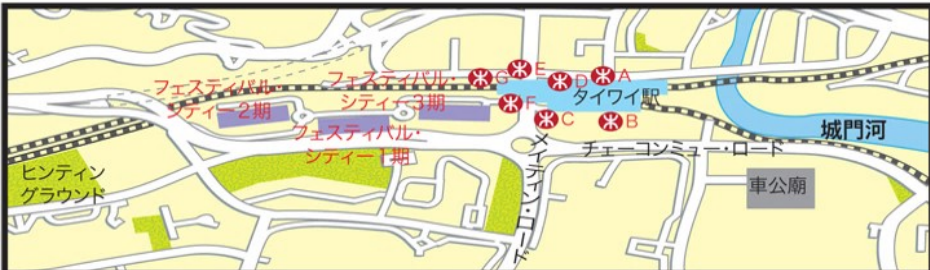 フェスティバル・
シティー2期
フェスティバル・
シティー3期
フェスティバル・
シティー1期
G
E
D
A
F
C
B
タイワイ駅
チェーコンミュー・ロード
城門河
車公廟
メイティン・ロード
ヒンティン
グラウンド